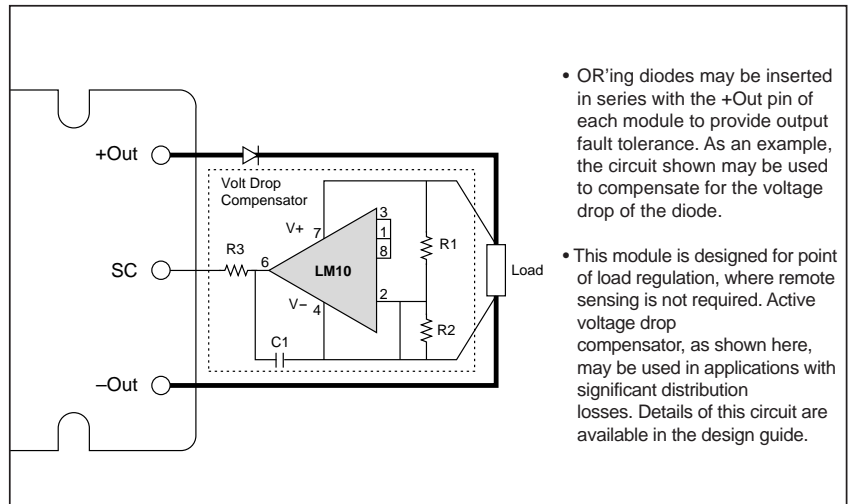 +Out
Volt Drop
Compensator
V+
7
3
1
8
R1
R3
6
SC
LM10
Load
2
V–
4
R2
C1
–Out
• OR'ing diodes may be inserted
in series with the +Out pin of
each module to provide output
fault tolerance. As an example,
the circuit shown may be used
to compensate for the voltage
drop of the diode.
• This module is designed for point
of load regulation, where remote
sensing is not required. Active
voltage drop
compensator, as shown here,
may be used in applications with
significant distribution
losses. Details of this circuit are
available in the design guide.